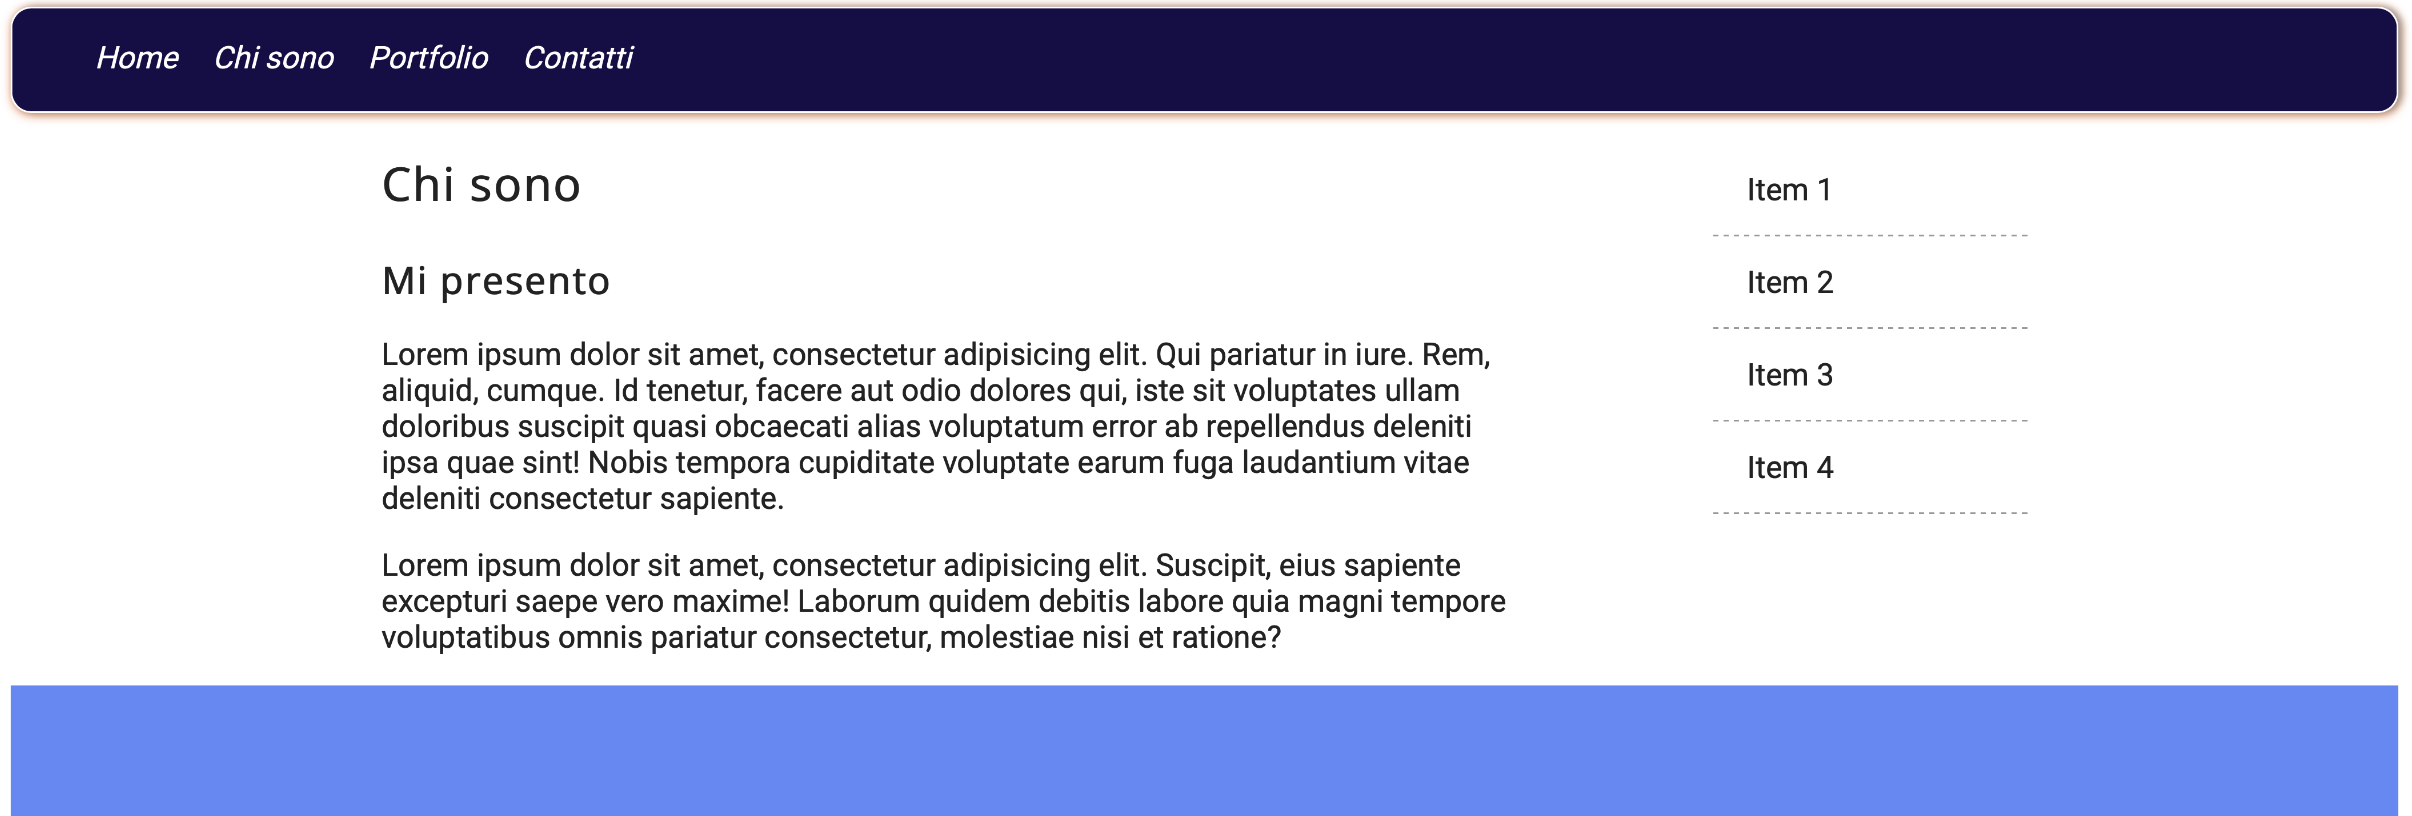 Home Chi sono Portfolio Contatti
Chi sono
Mi presento
Lorem ipsum dolor sit amet, consectetur adipisicing elit. Qui pariatur in iure. Rem,
aliquid, cumque. Id tenetur, facere aut odio dolores qui, iste sit voluptates ullam
doloribus suscipit quasi obcaecati alias voluptatum error ab repellendus deleniti
ipsa quae sint! Nobis tempora cupiditate voluptate earum fuga laudantium vitae
deleniti consectetur sapiente.
Lorem ipsum dolor sit amet, consectetur adipisicing elit. Suscipit, eius sapiente
excepturi saepe vero maxime! Laborum quidem debitis labore quia magni tempore
voluptatibus omnis pariatur consectetur, molestiae nisi et ratione?
Item 1
Item 2
Item 3
Item 4